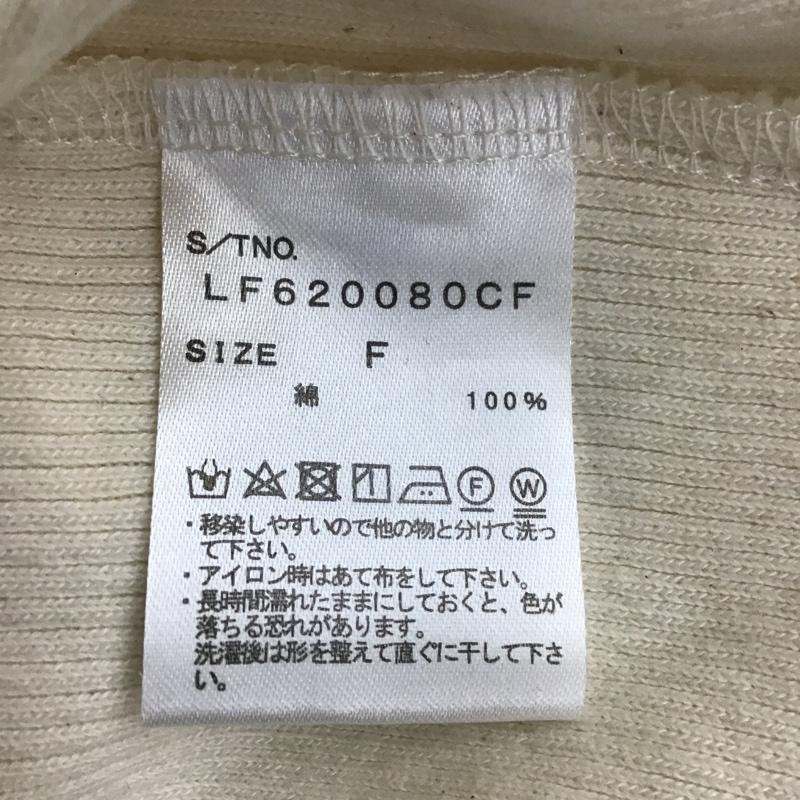 S/TNO.
LF620080CF
SIZE F
綿 100%
F W
・移染しやすいので他の物と分けて洗っ
て下さい。
・アイロン時はあて布をして下さい。
・長時間濡れたままにしておくと、色が
落ちる恐れがあります。
洗濯後は形を整えて直ぐに干して下さ
い。